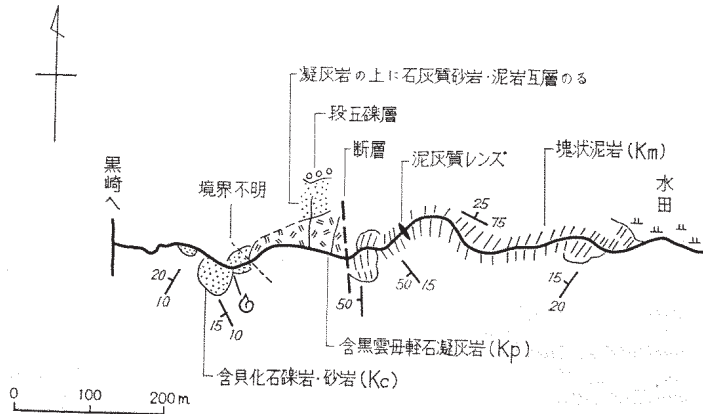 凝灰岩の上に石灰質砂岩・泥岩互層のる
段丘礫層
断層
泥灰質レンズ
塊状泥岩(Km)
黒崎へ
境界不明
水田
25
75
20
10
15
10
50
50
15
15
20
含黒雲母軽石凝灰岩(Kp)
含貝化石礫岩・砂岩(Kc)
0 100 200m